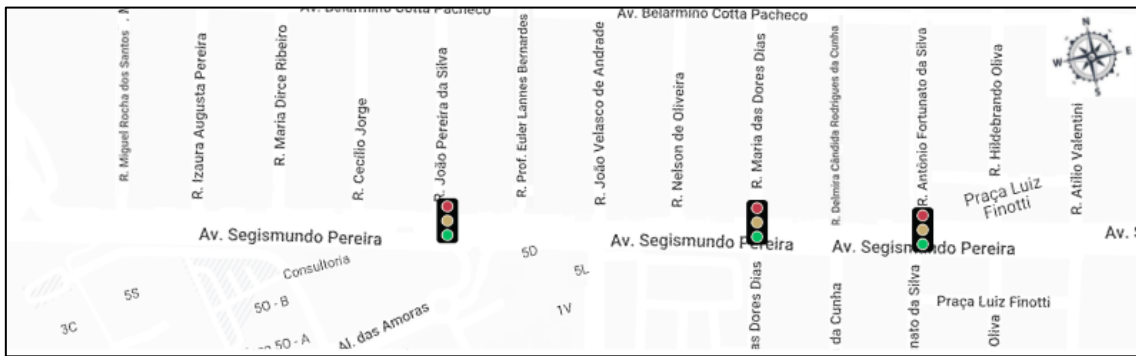 Av. Belarmino Cotta Pacheco
Av. Belarmino Cotta Pacheco
R. Miguel Rocha dos Santos
R. Izaura Augusta Pereira
R. Maria Dirce Ribeiro
R. Cecílio Jorge
R. João Pereira da Silva
R. Prof. Euler Lannes Bernardes
R. João Velasco de Andrade
R. Nelson de Oliveira
R. Maria das Dores Dias
R. Delmira Cândida Rodrigues da Cunha
R. Antônio Fortunato da Silva
R. Hildebrando Oliva
R. Atílio Valentini
N
W
E
S
Praça Luiz
Finotti
Av. Segismundo Pereira
Av. Segismundo Pereira
Av. Segismundo Pereira
Av. S
Consultoria
5S
3C
5O - B
5O - A
Al. das Amoras
5D
5L
1V
as Dores Dias
da Cunha
nato da Silva
Oliva
Praça Luiz Finotti